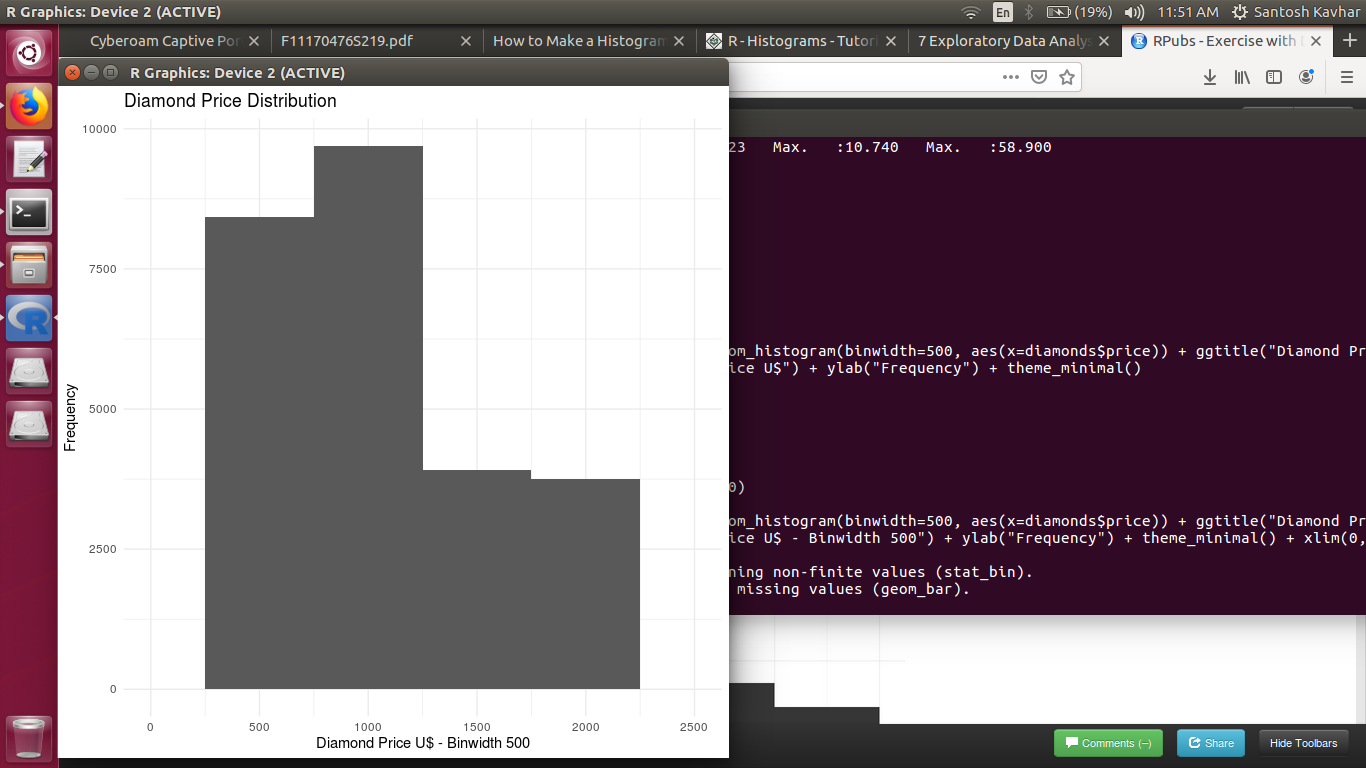 R Graphics: Device 2 (ACTIVE)
En
(19%)
11:51 AM
Santosh Kavhar
Cyberoam Captive Por
F11170476S219.pdf
How to Make a Histogram
R - Histograms - Tutori
7 Exploratory Data Analys
RPubs - Exercise with
R Graphics: Device 2 (ACTIVE)
Diamond Price Distribution
10000
7500
5000
2500
0
Frequency
0 500 1000 1500 2000 2500
Diamond Price U$ - Binwidth 500
23 Max. :10.740 Max. :58.900
om_histogram(binwidth=500, aes(x=diamonds$price)) + ggtitle("Diamond Pr
ice U$") + ylab("Frequency") + theme_minimal()
0)
om_histogram(binwidth=500, aes(x=diamonds$price)) + ggtitle("Diamond Pr
ice U$ - Binwidth 500") + ylab("Frequency") + theme_minimal() + xlim(0,
ning non-finite values (stat_bin).
missing values (geom_bar).
Comments (–)
Share
Hide Toolbars